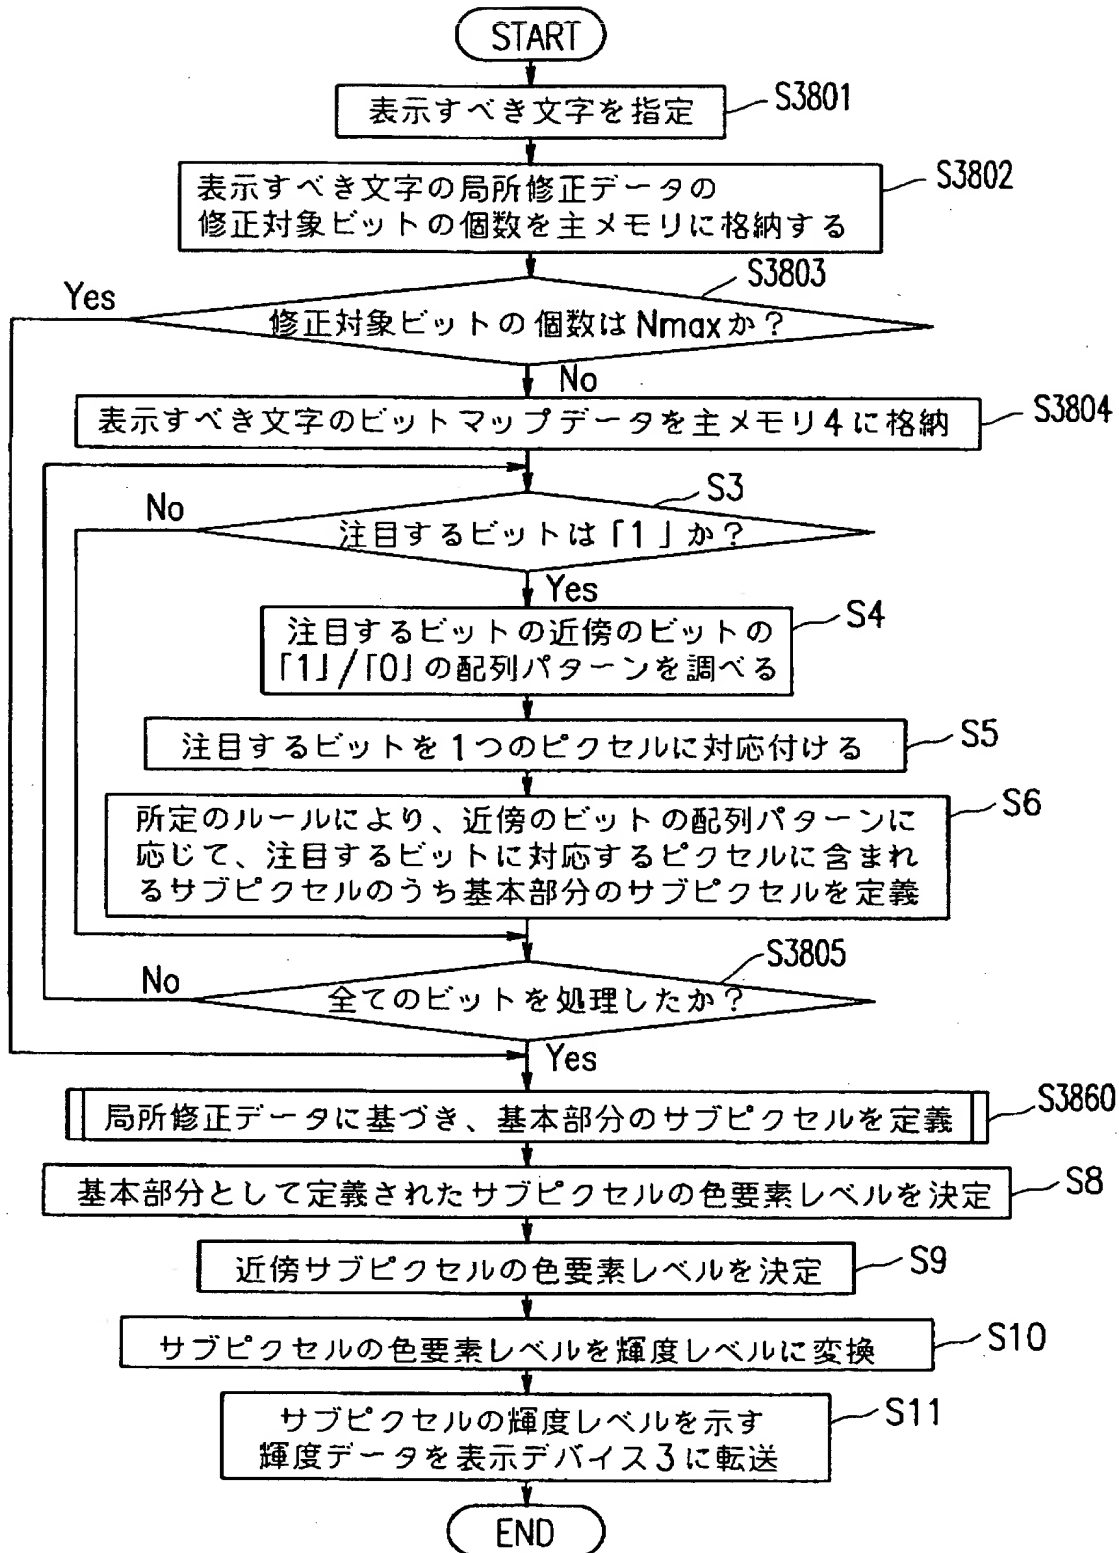 START
表示すべき文字を指定
S3801
表示すべき文字の局所修正データの
修正対象ビットの個数を主メモリに格納する
S3802
修正対象ビットの個数はNmaxか？
S3803
Yes
No
表示すべき文字のビットマップデータを主メモリ4に格納
S3804
注目するビットは「1」か？
S3
No
Yes
注目するビットの近傍のビットの
「1」/「0」の配列パターンを調べる
S4
注目するビットを1つのピクセルに対応付ける
S5
所定のルールにより、近傍のビットの配列パターンに
応じて、注目するビットに対応するピクセルに含まれ
るサブピクセルのうち基本部分のサブピクセルを定義
S6
全てのビットを処理したか？
S3805
No
Yes
局所修正データに基づき、基本部分のサブピクセルを定義
S3860
基本部分として定義されたサブピクセルの色要素レベルを決定
S8
近傍サブピクセルの色要素レベルを決定
S9
サブピクセルの色要素レベルを輝度レベルに変換
S10
サブピクセルの輝度レベルを示す
輝度データを表示デバイス3に転送
S11
END